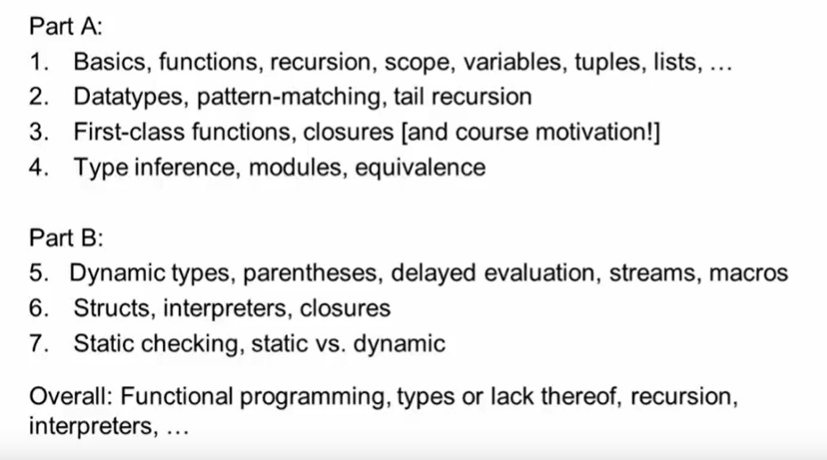 Part A:
1. Basics, functions, recursion, scope, variables, tuples, lists, …
2. Datatypes, pattern-matching, tail recursion
3. First-class functions, closures [and course motivation!]
4. Type inference, modules, equivalence
Part B:
5. Dynamic types, parentheses, delayed evaluation, streams, macros
6. Structs, interpreters, closures
7. Static checking, static vs. dynamic
Overall: Functional programming, types or lack thereof, recursion,
interpreters, …